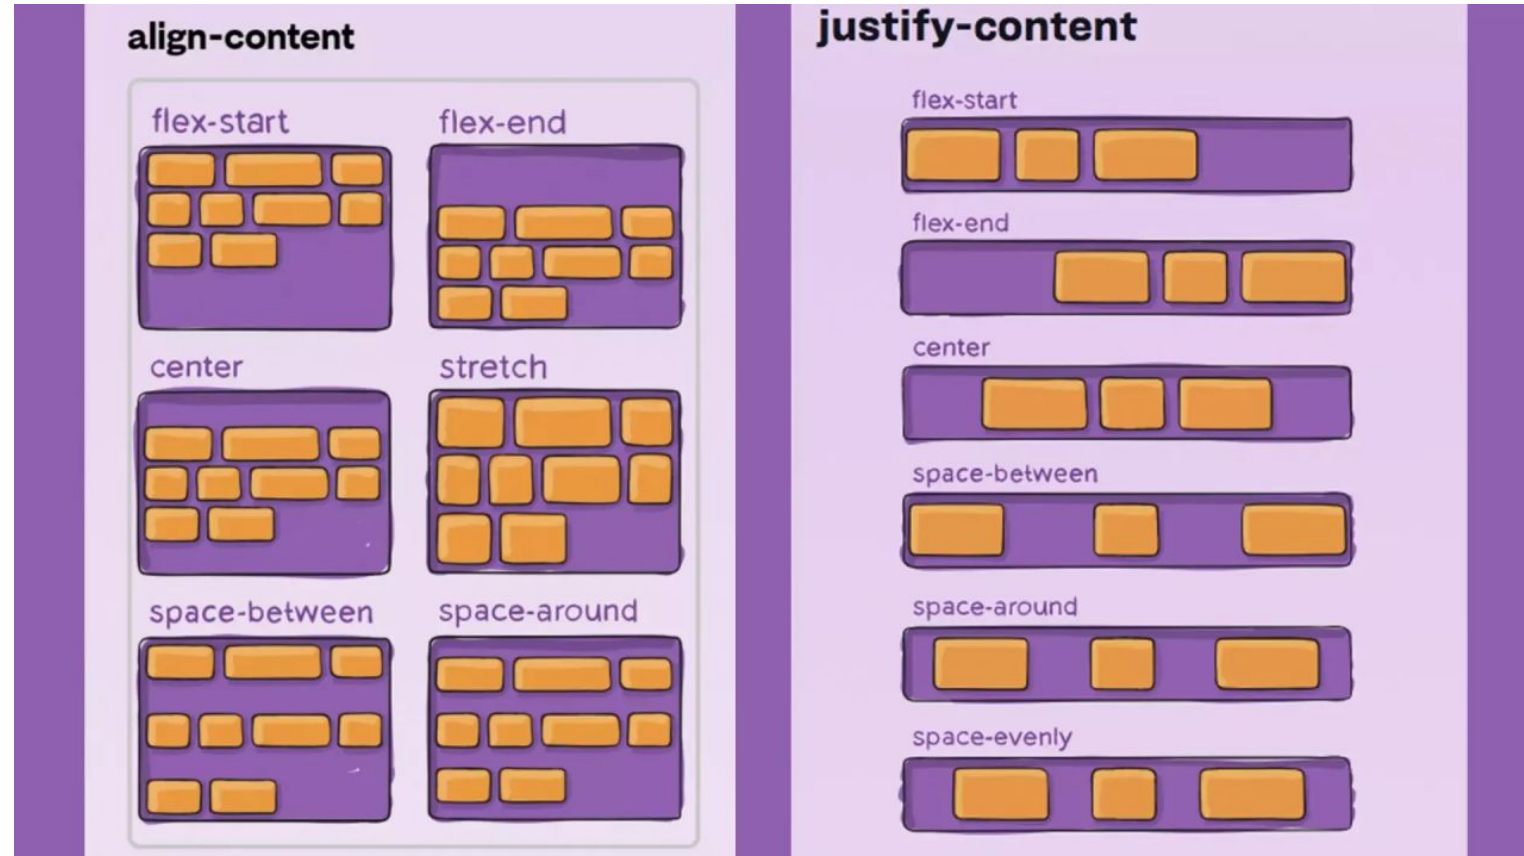 align-content
flex-start
flex-end
center
stretch
space-between
space-around
justify-content
flex-start
flex-end
center
space-between
space-around
space-evenly